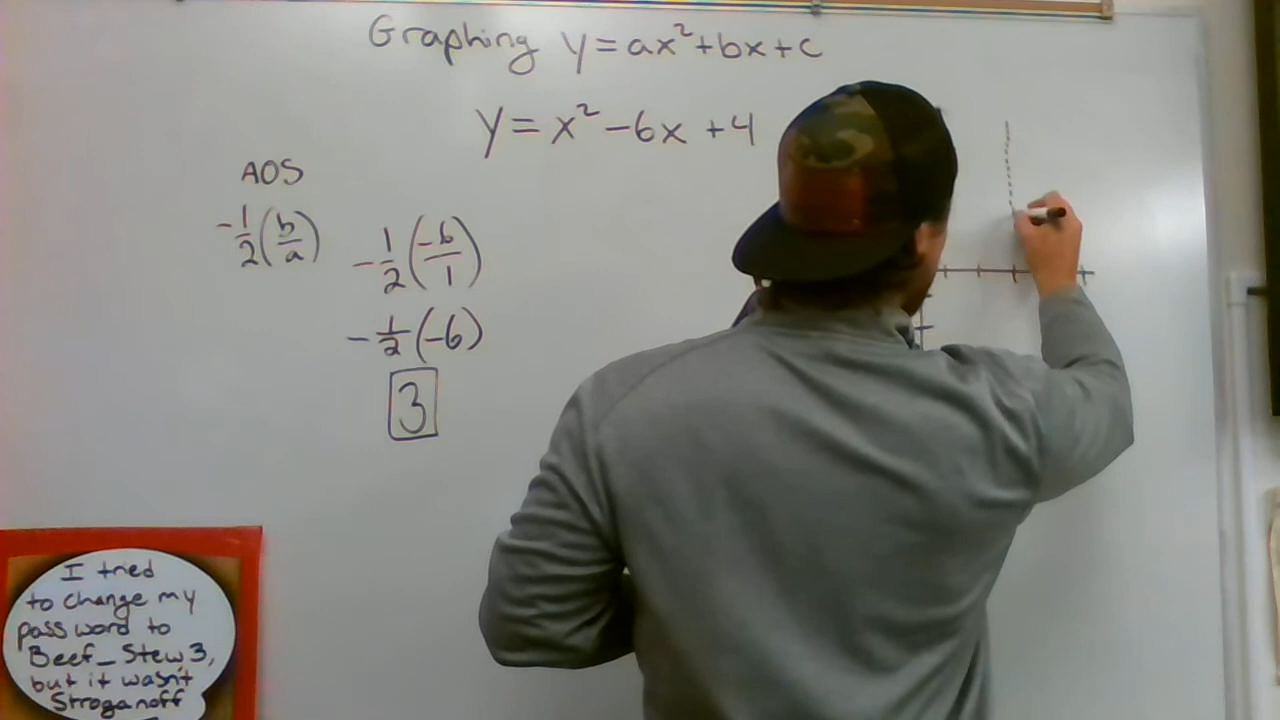 Graphing y=ax²+bx+c
y=x²-6x+4
AOS
-1/2(b/a)
-1/2(-6/1)
-1/2(-6)
3
I tried
to change my
password to
Beef_Stew3,
but it wasn't
Stroganoff